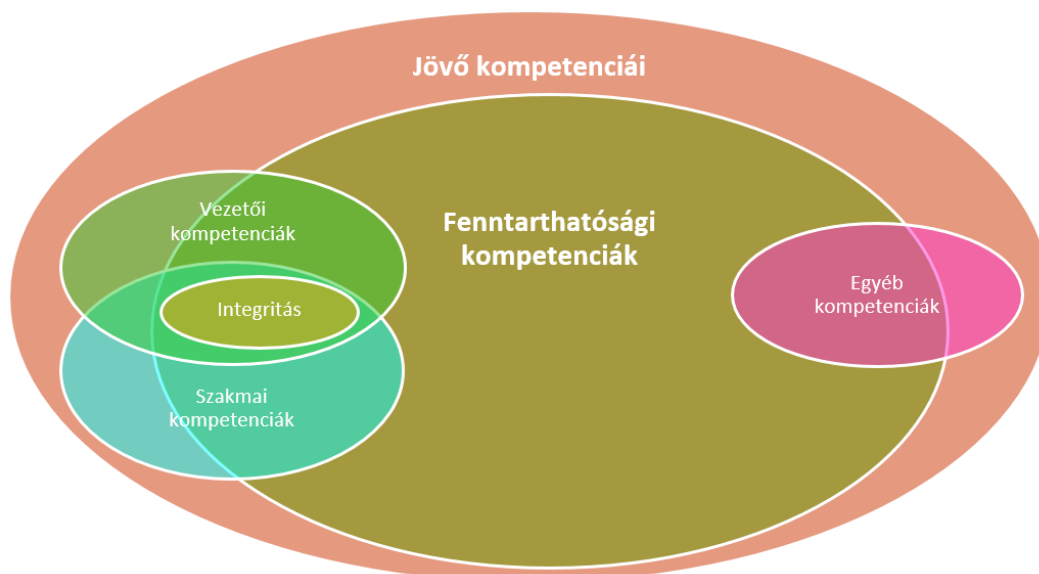 Jövő kompetenciái
Vezetői
kompetenciák
Fenntarthatósági
kompetenciák
Integritás
Egyéb
kompetenciák
Szakmai
kompetenciák